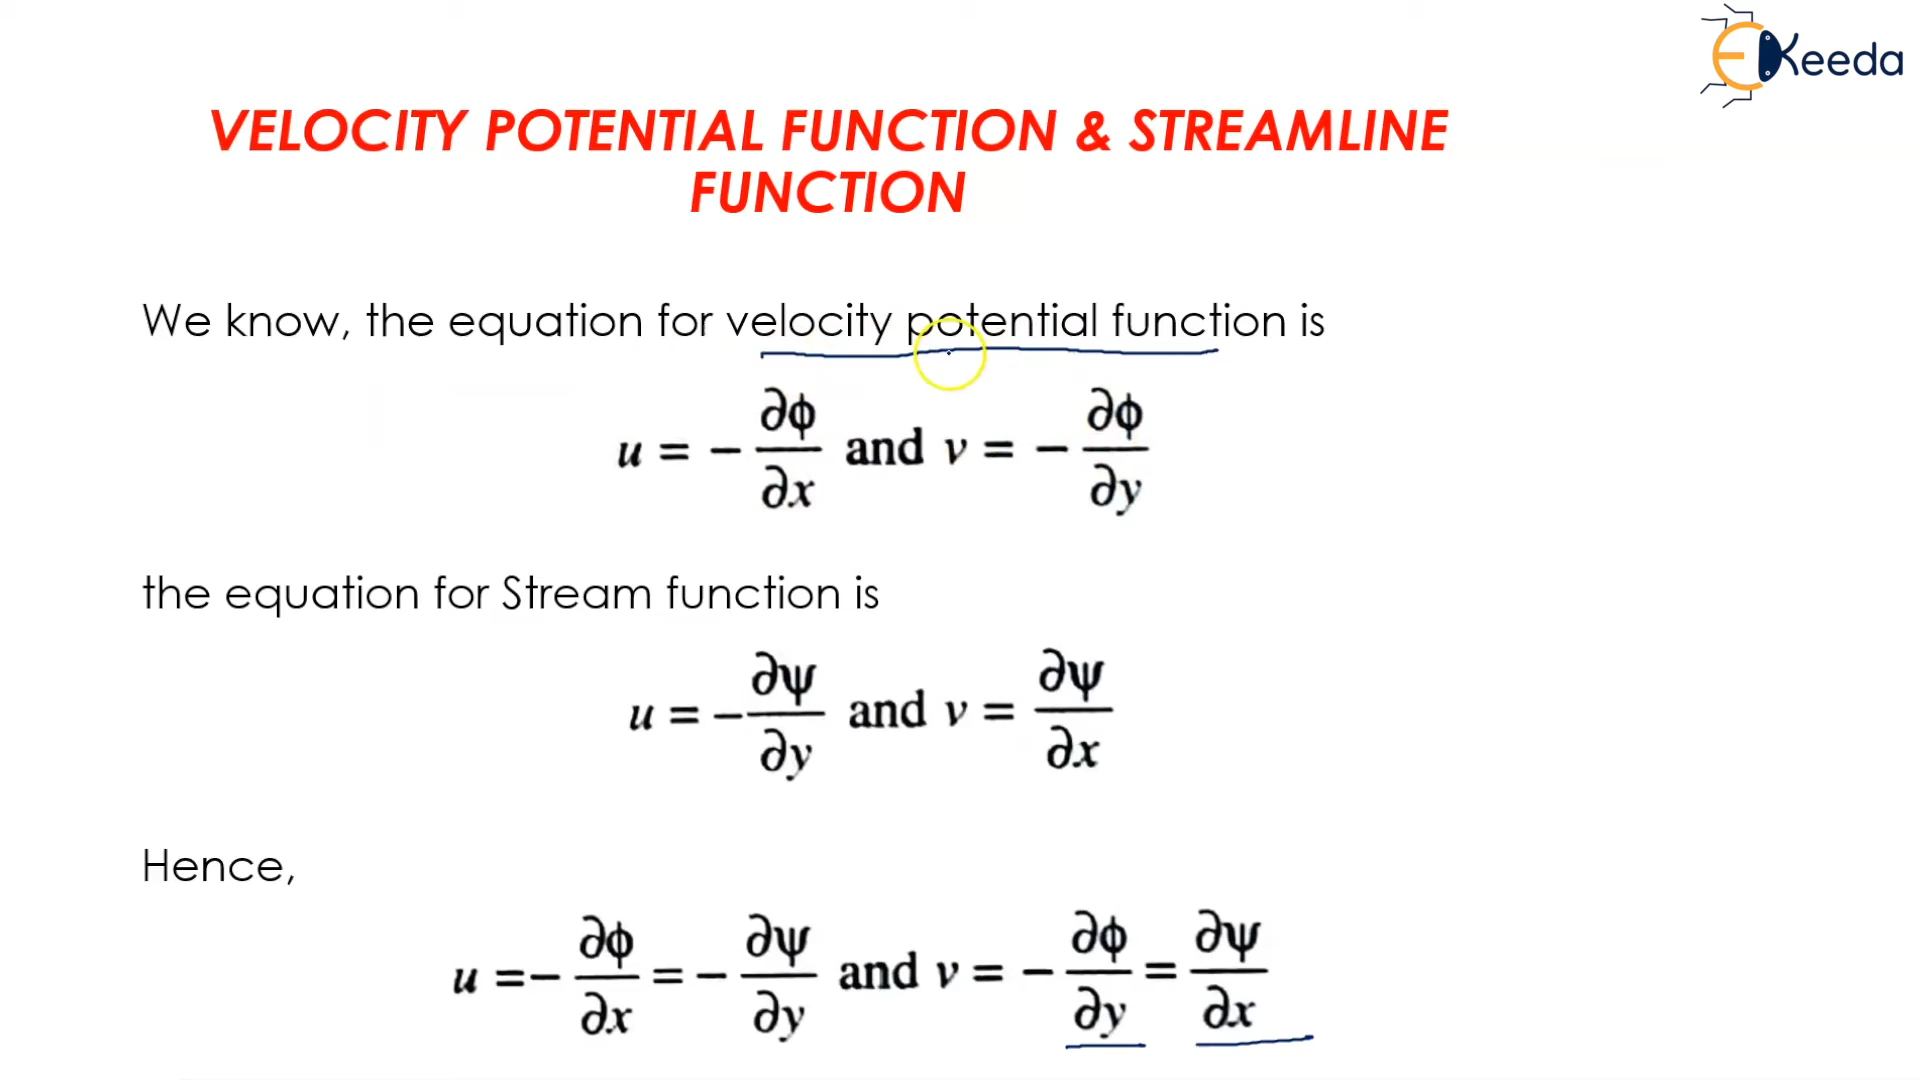 EKeeda
VELOCITY POTENTIAL FUNCTION & STREAMLINE
FUNCTION
We know, the equation for velocity potential function is
u = − ∂ϕ/∂x and v = − ∂ϕ/∂y
the equation for Stream function is
u = − ∂ψ/∂y and v = ∂ψ/∂x
Hence,
u = − ∂ϕ/∂x = − ∂ψ/∂y and v = − ∂ϕ/∂y = ∂ψ/∂x